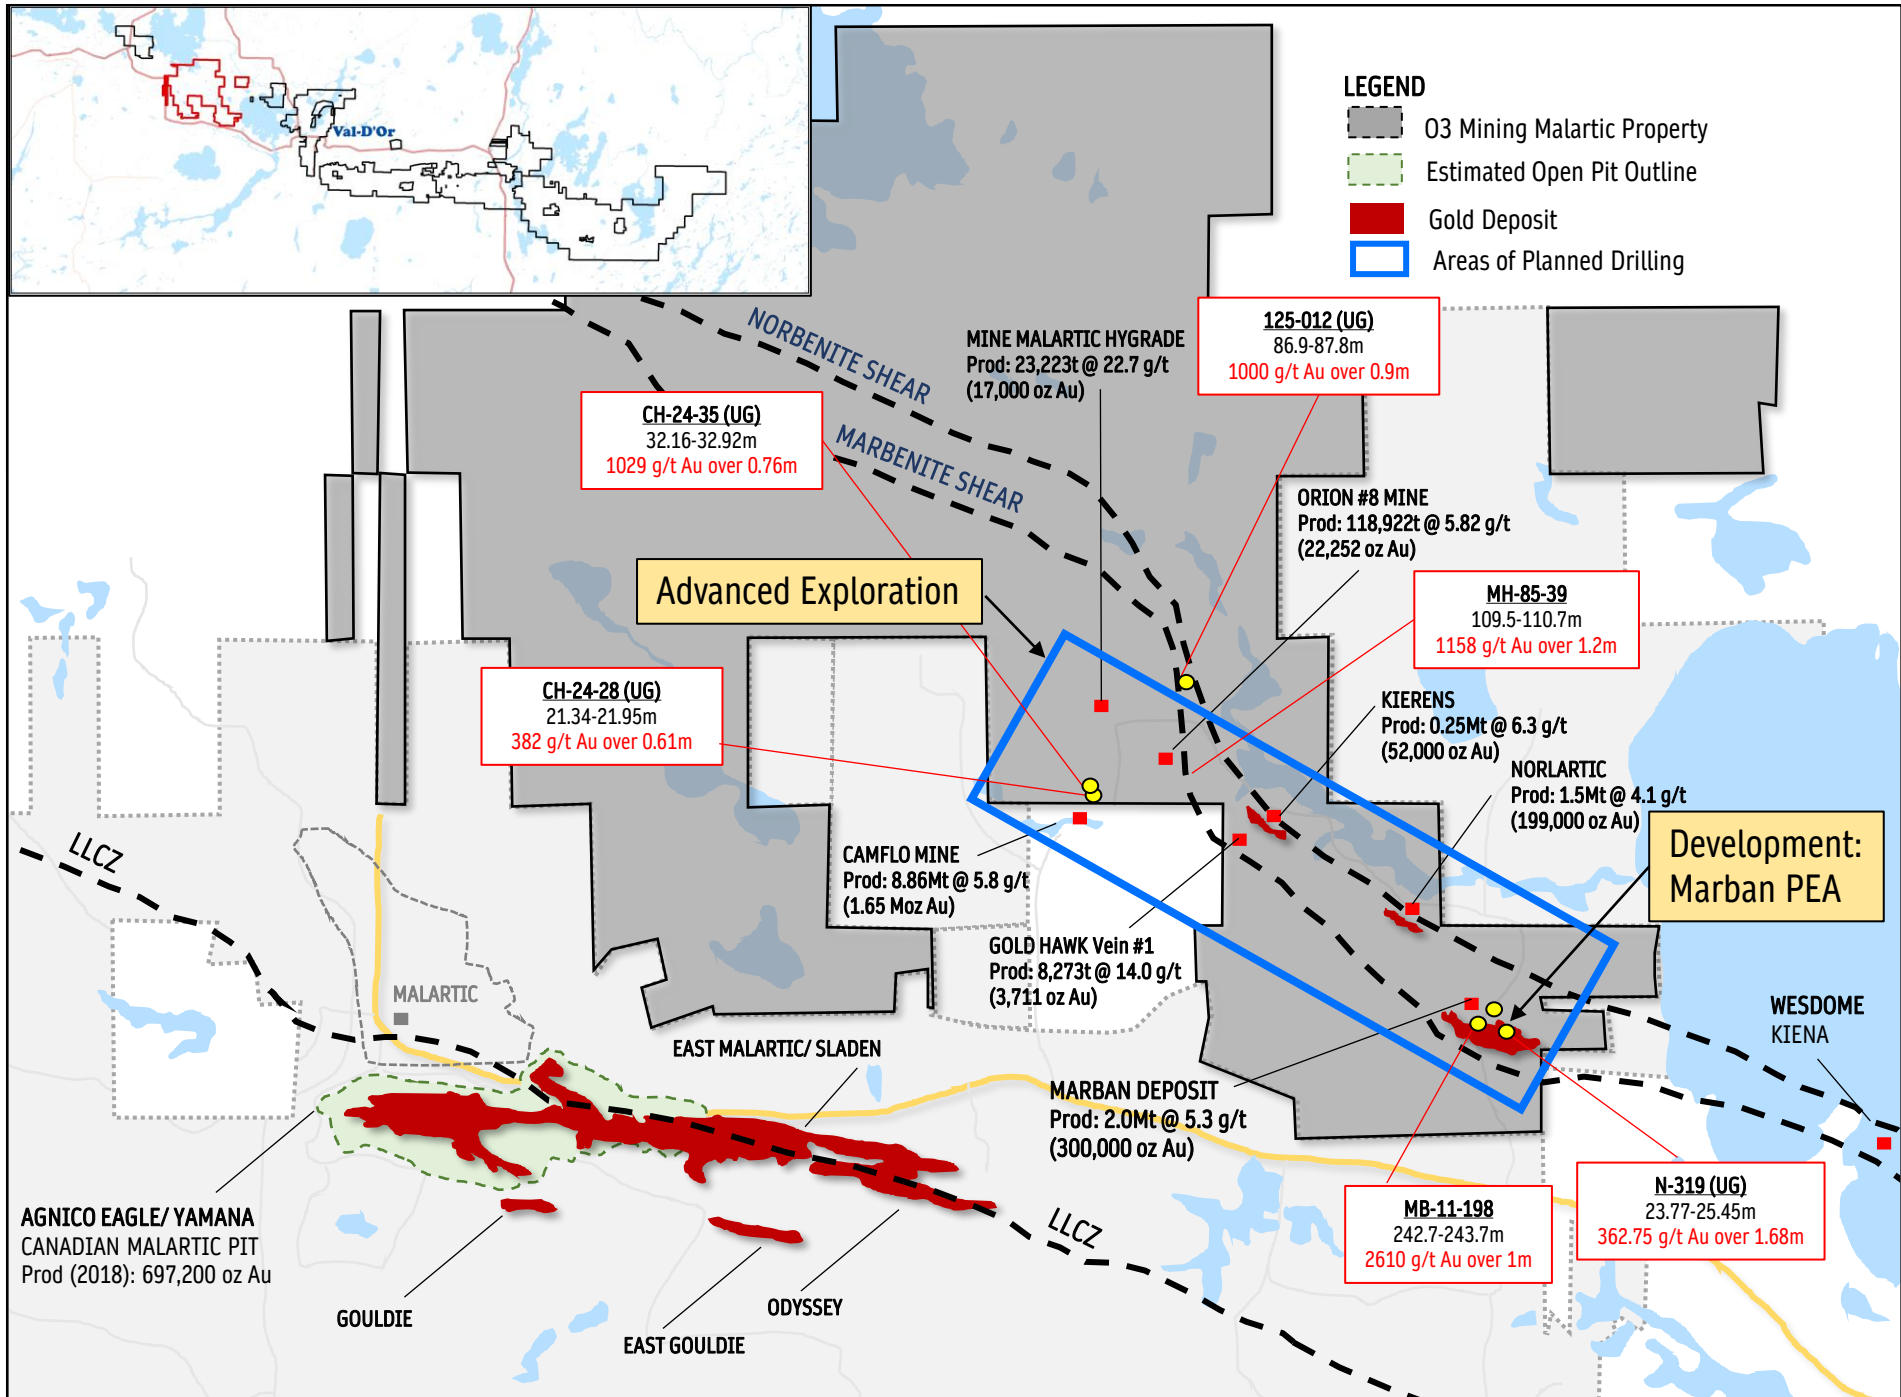 Val-D'Or
LEGEND
O3 Mining Malartic Property
Estimated Open Pit Outline
Gold Deposit
Areas of Planned Drilling
NORBENITE SHEAR
MARBENITE SHEAR
MINE MALARTIC HYGRADE
Prod: 23,223t @ 22.7 g/t
(17,000 oz Au)
125-012 (UG)
86.9-87.8m
1000 g/t Au over 0.9m
CH-24-35 (UG)
32.16-32.92m
1029 g/t Au over 0.76m
ORION #8 MINE
Prod: 118,922t @ 5.82 g/t
(22,252 oz Au)
Advanced Exploration
MH-85-39
109.5-110.7m
1158 g/t Au over 1.2m
CH-24-28 (UG)
21.34-21.95m
382 g/t Au over 0.61m
KIERENS
Prod: 0.25Mt @ 6.3 g/t
(52,000 oz Au)
NORLARTIC
Prod: 1.5Mt @ 4.1 g/t
(199,000 oz Au)
Development:
Marban PEA
LLCZ
CAMFLO MINE
Prod: 8.86Mt @ 5.8 g/t
(1.65 Moz Au)
GOLD HAWK Vein #1
Prod: 8,273t @ 14.0 g/t
(3,711 oz Au)
MALARTIC
WESDOME
KIENA
EAST MALARTIC/ SLADEN
MARBAN DEPOSIT
Prod: 2.0Mt @ 5.3 g/t
(300,000 oz Au)
AGNICO EAGLE/ YAMANA
CANADIAN MALARTIC PIT
Prod (2018): 697,200 oz Au
LLCZ
MB-11-198
242.7-243.7m
2610 g/t Au over 1m
N-319 (UG)
23.77-25.45m
362.75 g/t Au over 1.68m
GOULDIE
EAST GOULDIE
ODYSSEY